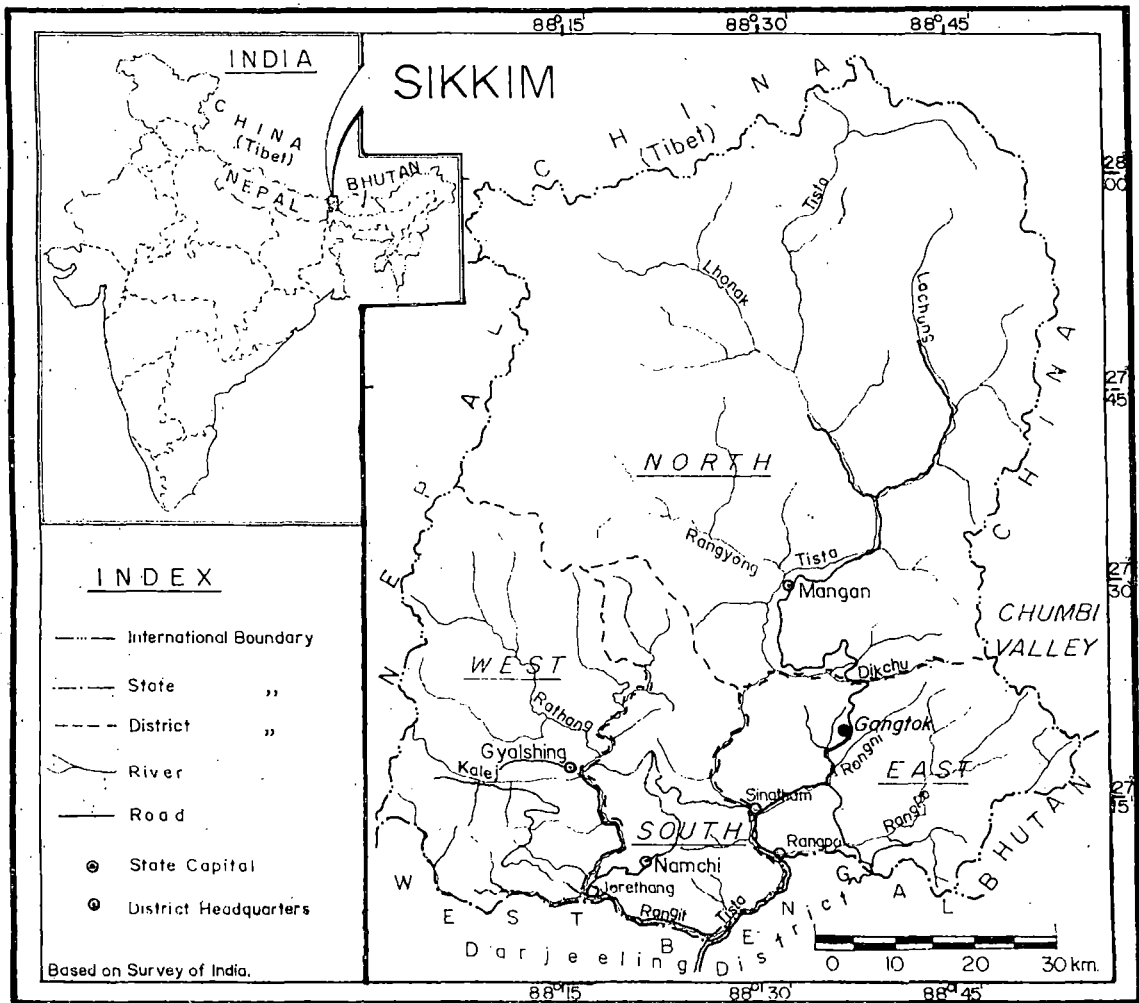 88° 15
88° 30
88° 45
INDIA
SIKKIM
CHINA
(Tibet)
NEPAL
BHUTAN
CHINA
(Tibet)
28
00
Tista
Lhonak
Lachung
27
45
CHINA
NEPAL
NORTH
Rangyong
Tista
Mangan
27
30
CHUMBI
VALLEY
Dikchu
WEST
Rathang
Gyalshing
Kalej
Gangtok
Rongni
EAST
Rangpo
27
15
Sinatham
SOUTH
Rangpu
Namchi
Jorethang
Rangit
Tista
BHUTAN
WEST BENGAL
Darjeeling District
INDEX
International Boundary
State ,,
District ,,
River
Road
State Capital
District Headquarters
0 10 20 30 km.
Based on Survey of India.
88° 15
88° 30
88° 45